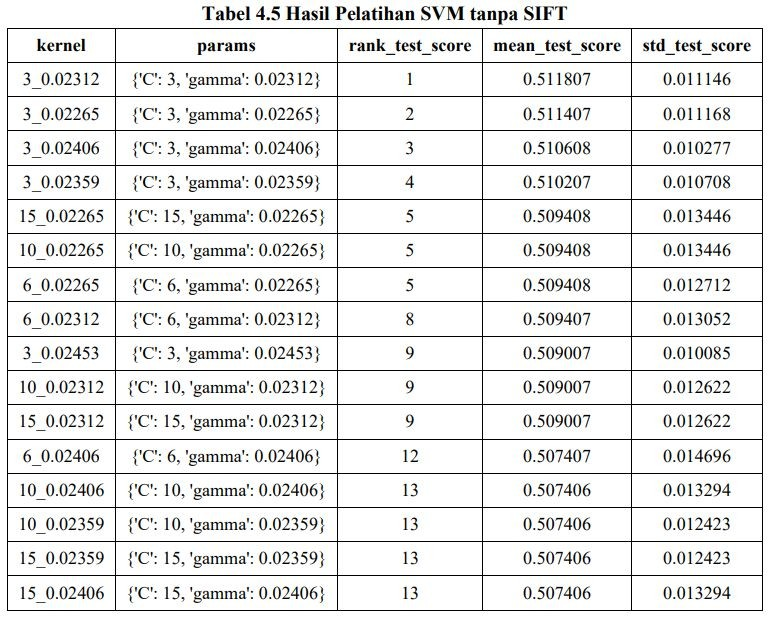 Tabel 4.5 Hasil Pelatihan SVM tanpa SIFT
kernel params rank_test_score mean_test_score std_test_score
3_0.02312 {'C': 3, 'gamma': 0.02312} 1 0.511807 0.011146
3_0.02265 {'C': 3, 'gamma': 0.02265} 2 0.511407 0.011168
3_0.02406 {'C': 3, 'gamma': 0.02406} 3 0.510608 0.010277
3_0.02359 {'C': 3, 'gamma': 0.02359} 4 0.510207 0.010708
15_0.02265 {'C': 15, 'gamma': 0.02265} 5 0.509408 0.013446
10_0.02265 {'C': 10, 'gamma': 0.02265} 5 0.509408 0.013446
6_0.02265 {'C': 6, 'gamma': 0.02265} 5 0.509408 0.012712
6_0.02312 {'C': 6, 'gamma': 0.02312} 8 0.509407 0.013052
3_0.02453 {'C': 3, 'gamma': 0.02453} 9 0.509007 0.010085
10_0.02312 {'C': 10, 'gamma': 0.02312} 9 0.509007 0.012622
15_0.02312 {'C': 15, 'gamma': 0.02312} 9 0.509007 0.012622
6_0.02406 {'C': 6, 'gamma': 0.02406} 12 0.507407 0.014696
10_0.02406 {'C': 10, 'gamma': 0.02406} 13 0.507406 0.013294
10_0.02359 {'C': 10, 'gamma': 0.02359} 13 0.507406 0.012423
15_0.02359 {'C': 15, 'gamma': 0.02359} 13 0.507406 0.012423
15_0.02406 {'C': 15, 'gamma': 0.02406} 13 0.507406 0.013294